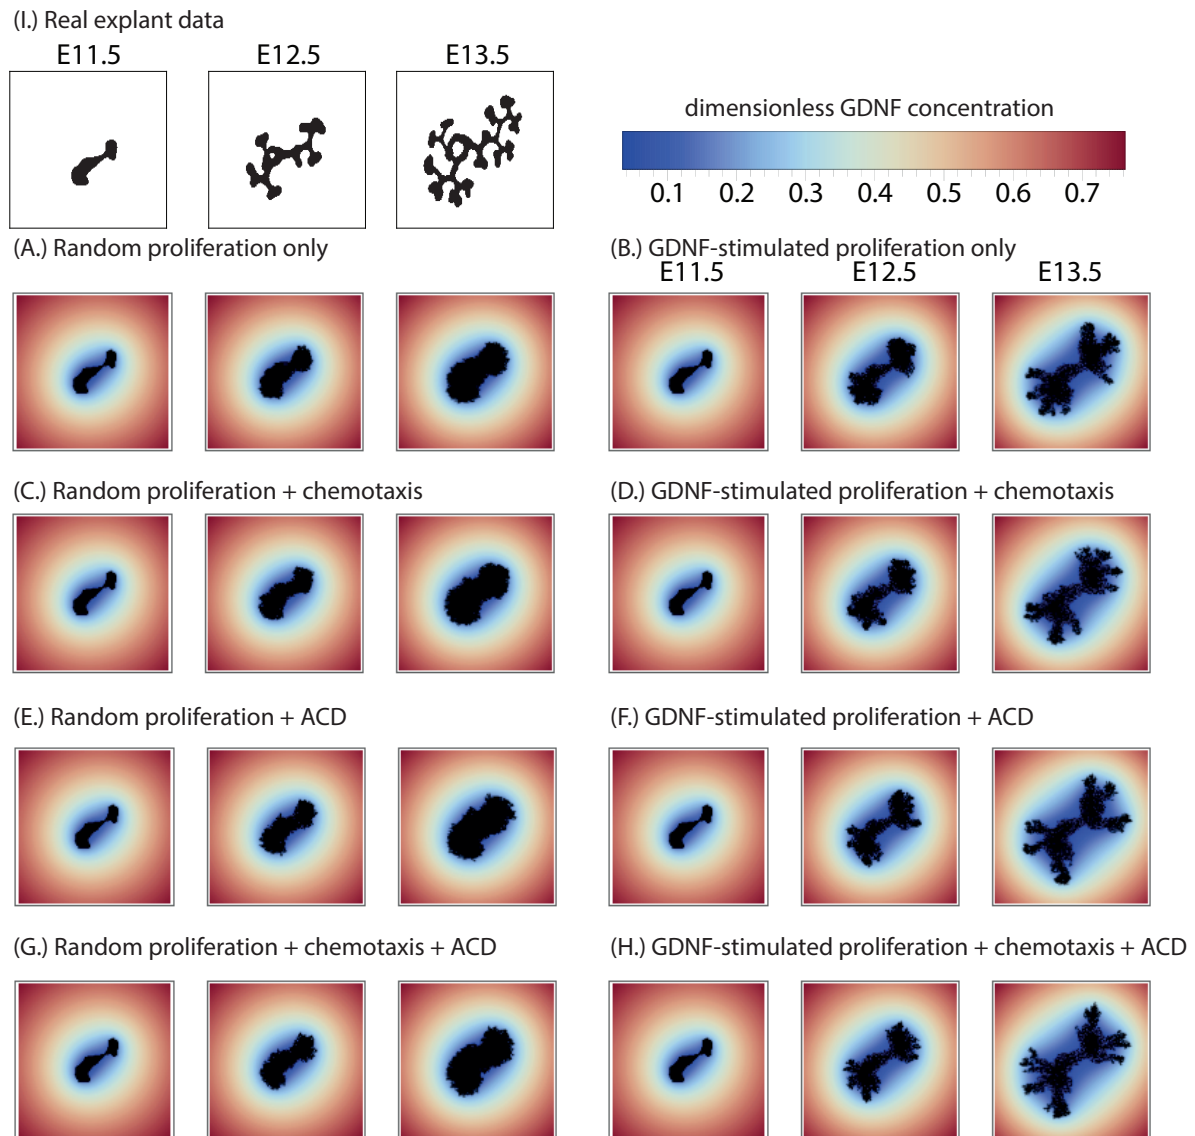 (I.) Real explant data
E11.5 E12.5 E13.5
dimensionless GDNF concentration
0.1 0.2 0.3 0.4 0.5 0.6 0.7
(A.) Random proliferation only
(B.) GDNF-stimulated proliferation only
E11.5 E12.5 E13.5
(C.) Random proliferation + chemotaxis
(D.) GDNF-stimulated proliferation + chemotaxis
(E.) Random proliferation + ACD
(F.) GDNF-stimulated proliferation + ACD
(G.) Random proliferation + chemotaxis + ACD
(H.) GDNF-stimulated proliferation + chemotaxis + ACD